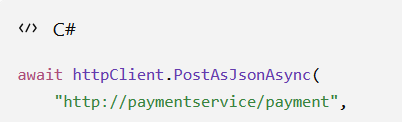 </> C#
await httpClient.PostAsJsonAsync(
"http://paymentservice/payment",